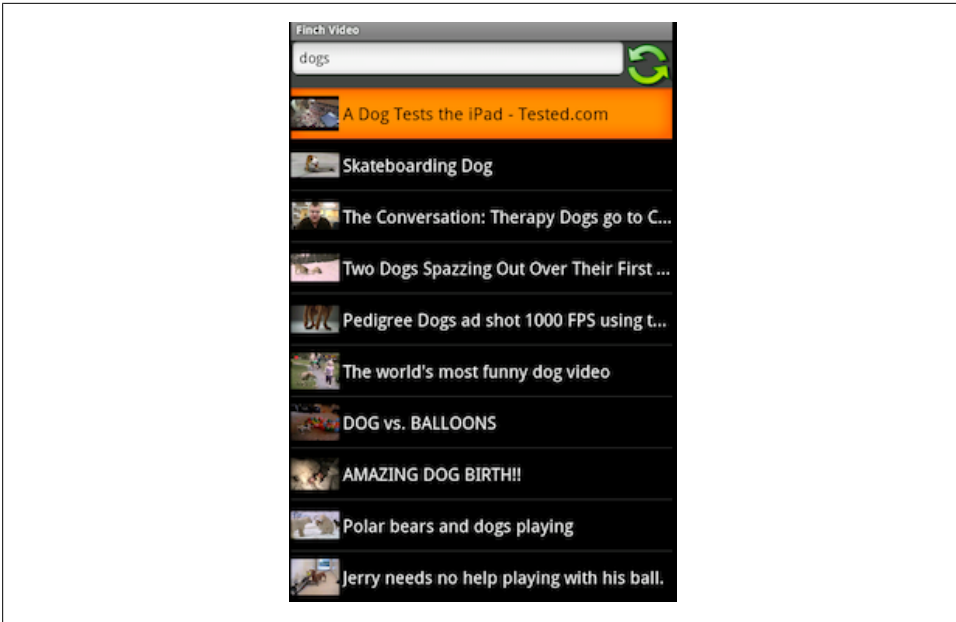 Finch Video
dogs
A Dog Tests the iPad - Tested.com
Skateboarding Dog
The Conversation: Therapy Dogs go to C...
Two Dogs Spazzing Out Over Their First ...
Pedigree Dogs ad shot 1000 FPS using t...
The world's most funny dog video
DOG vs. BALLOONS
AMAZING DOG BIRTH!!
Polar bears and dogs playing
Jerry needs no help playing with his ball.